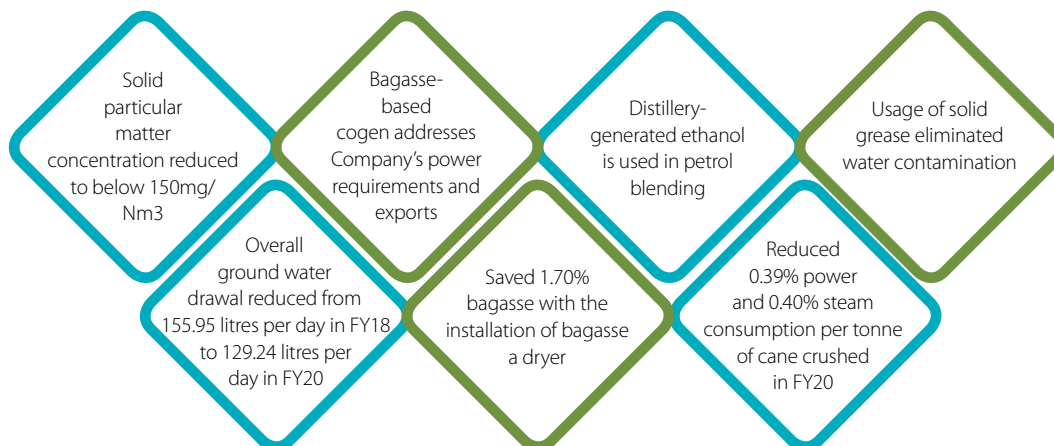 Solid
particular
matter
concentration reduced
to below 150mg/
Nm3
Bagasse-
based
cogen addresses
Company's power
requirements and
exports
Distillery-
generated ethanol
is used in petrol
blending
Usage of solid
grease eliminated
water contamination
Overall
ground water
drawal reduced from
155.95 litres per day in FY18
to 129.24 litres per
day in FY20
Saved 1.70%
bagasse with the
installation of bagasse
a dryer
Reduced
0.39% power
and 0.40% steam
consumption per tonne
of cane crushed
in FY20